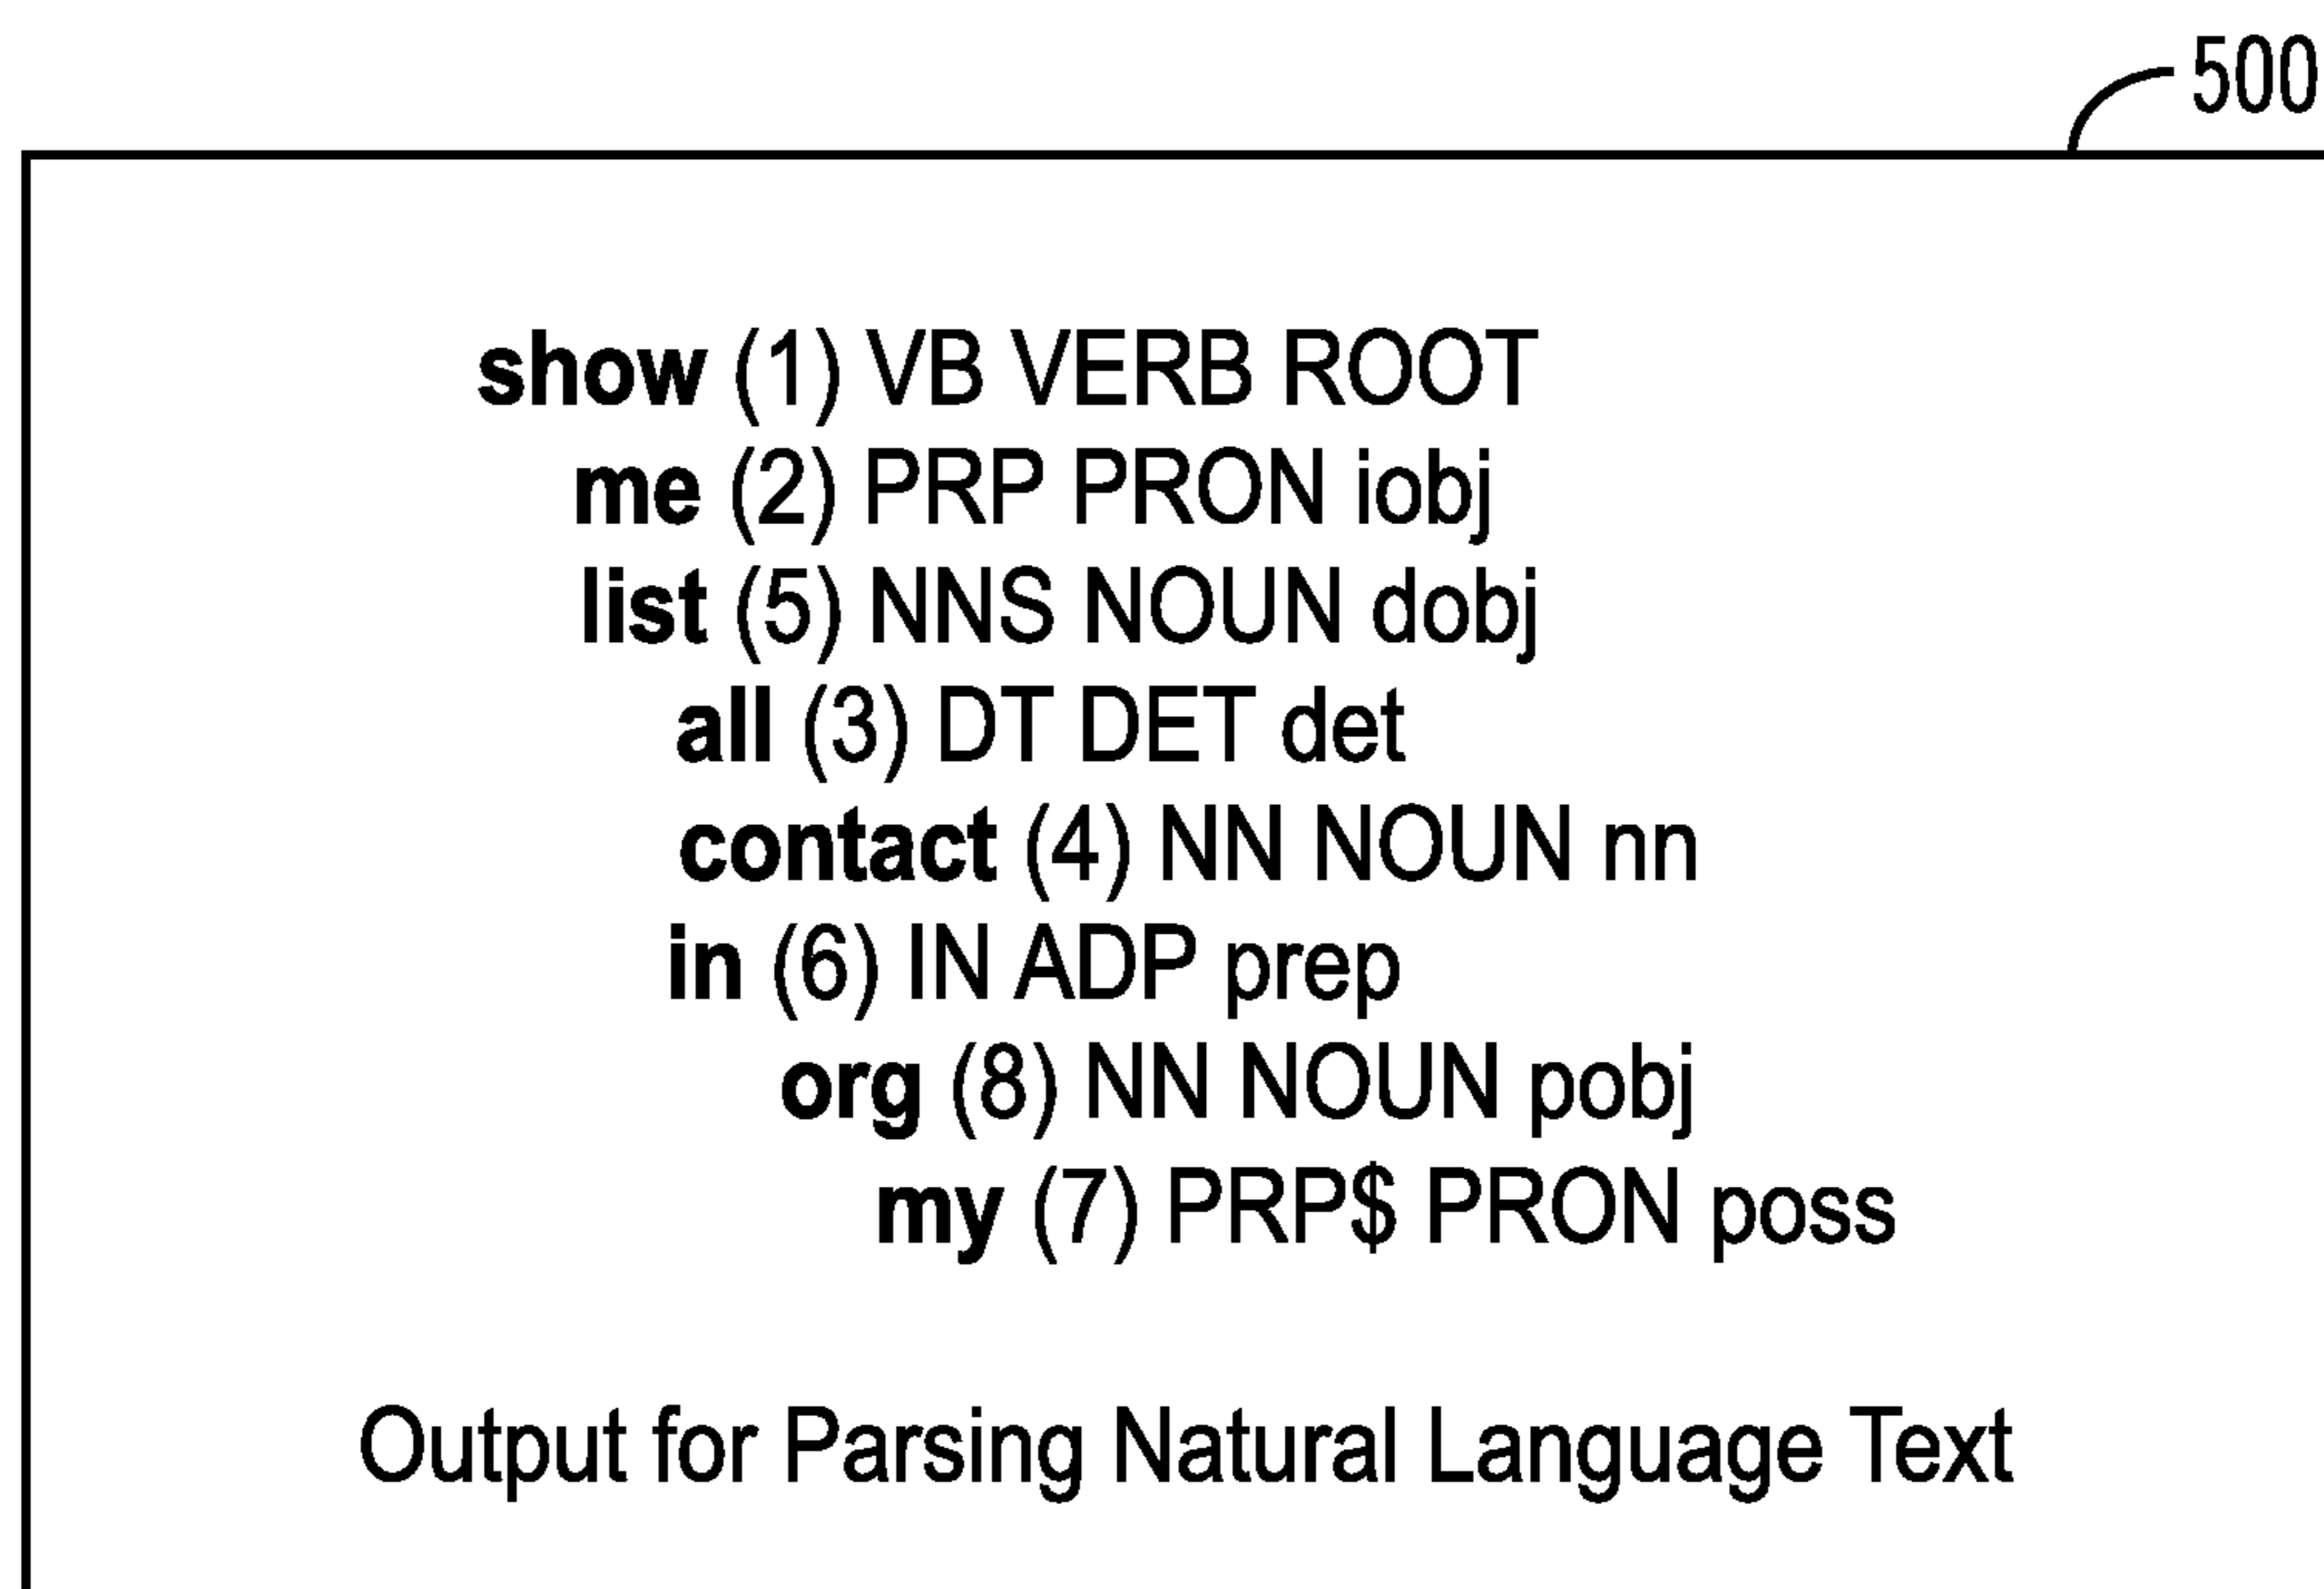 500
show (1) VB VERB ROOT
me (2) PRP PRON iobj
list (5) NNS NOUN dobj
all (3) DT DET det
contact (4) NN NOUN nn
in (6) IN ADP prep
org (8) NN NOUN pobj
my (7) PRP$ PRON poss
Output for Parsing Natural Language Text